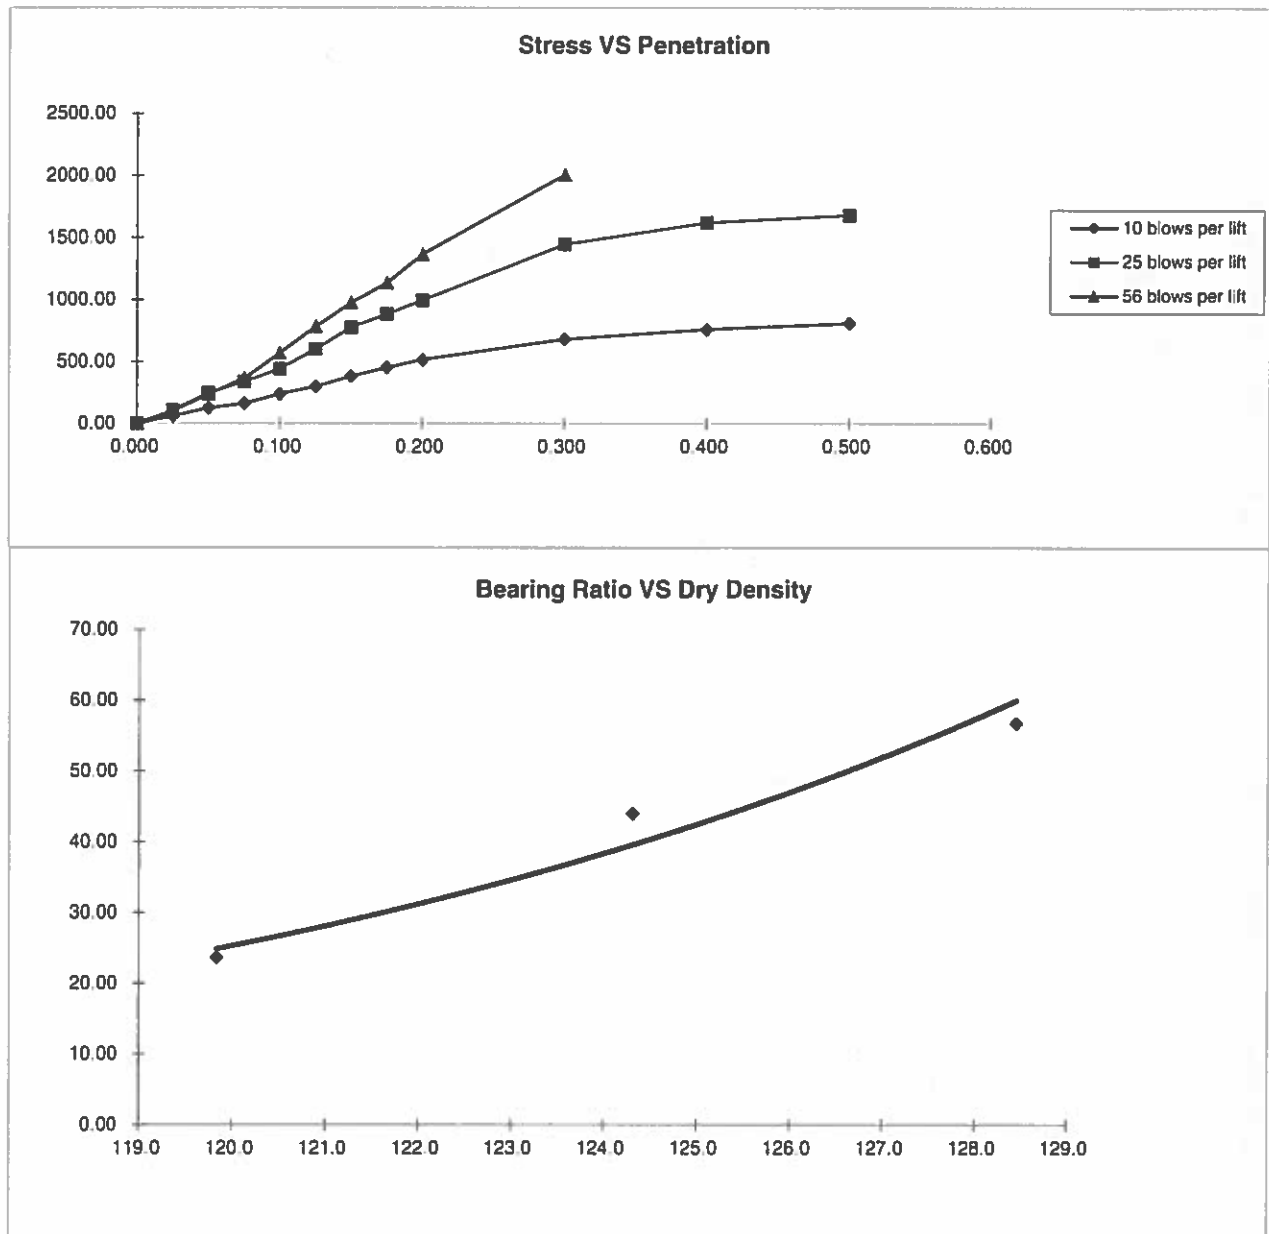 Stress VS Penetration
2500.00
2000.00
1500.00
1000.00
500.00
0.00
0.000 0.100 0.200 0.300 0.400 0.500 0.600
10 blows per lift
25 blows per lift
56 blows per lift
Bearing Ratio VS Dry Density
70.00
60.00
50.00
40.00
30.00
20.00
10.00
0.00
119.0 120.0 121.0 122.0 123.0 124.0 125.0 126.0 127.0 128.0 129.0